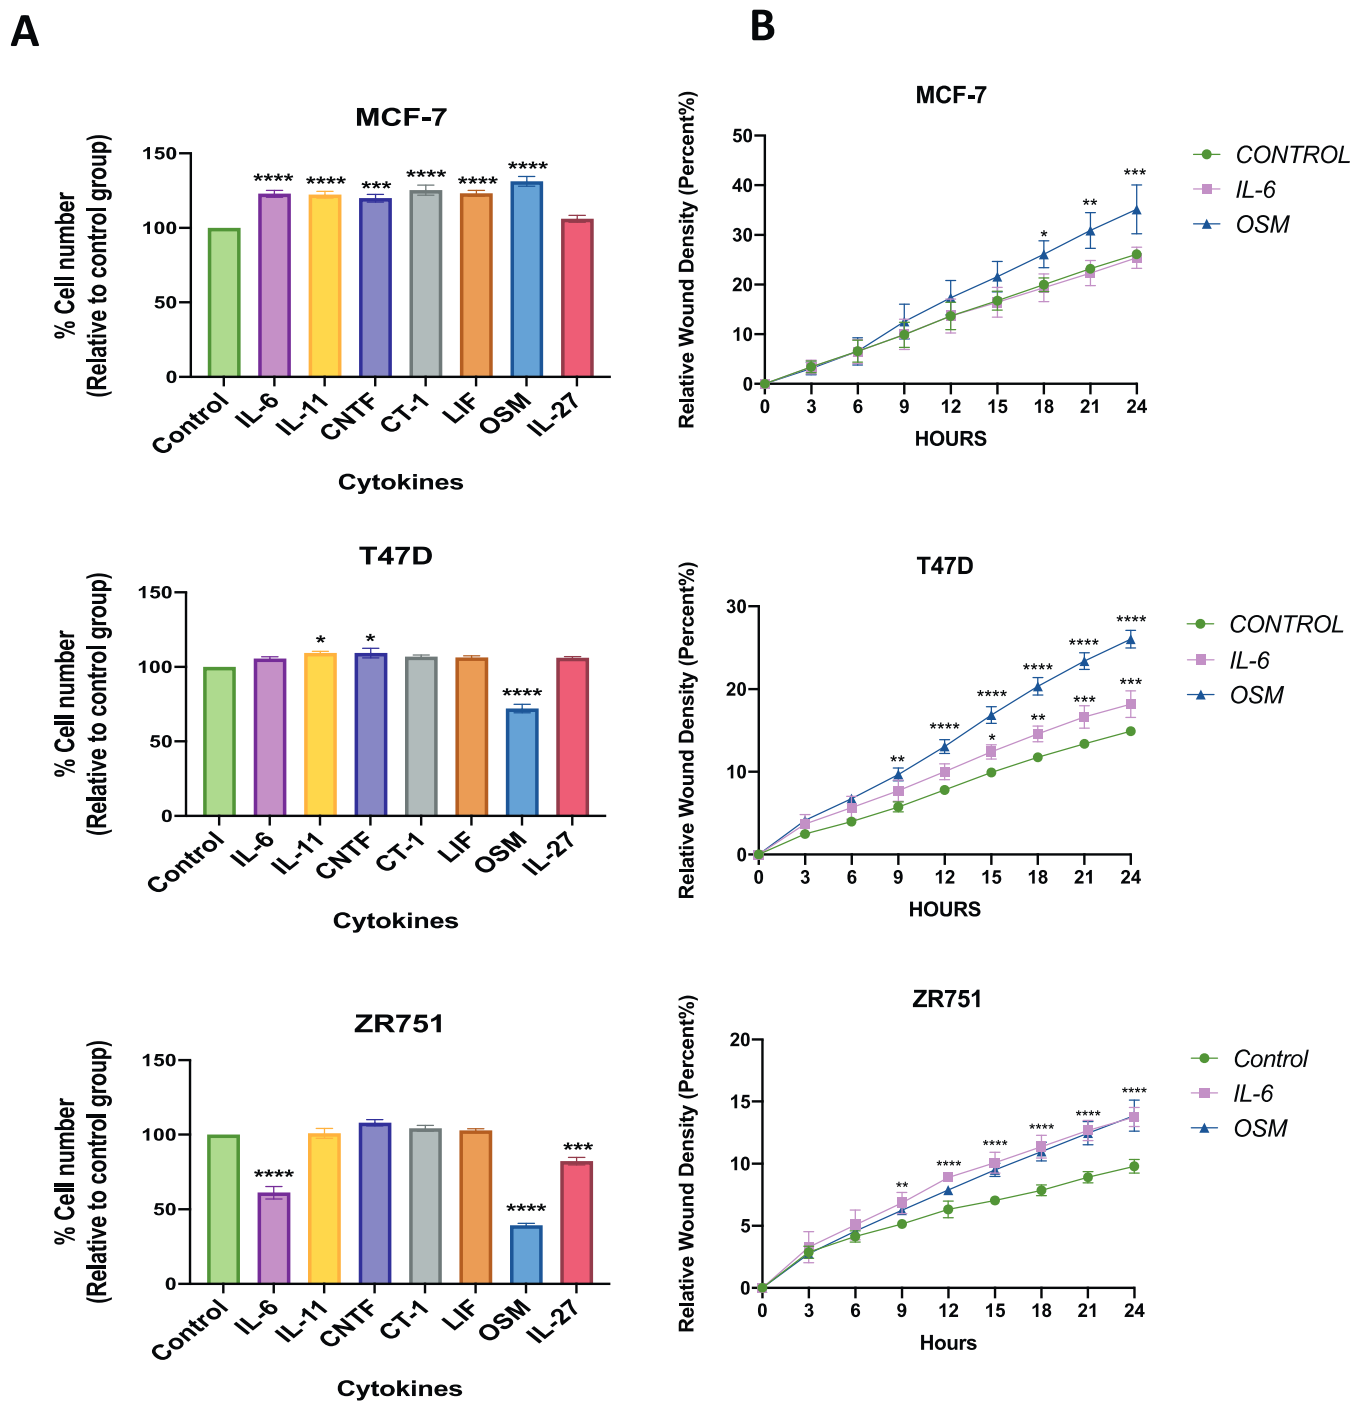 A
MCF-7
% Cell number
(Relative to control group)
150
100
50
0
**** **** *** **** **** ****
Control IL-6 IL-11 CNTF CT-1 LIF OSM IL-27
Cytokines
T47D
% Cell number
(Relative to control group)
150
100
50
0
* * ****
Control IL-6 IL-11 CNTF CT-1 LIF OSM IL-27
Cytokines
ZR751
% Cell number
(Relative to control group)
150
100
50
0
**** **** ***
Control IL-6 IL-11 CNTF CT-1 LIF OSM IL-27
Cytokines
B
MCF-7
Relative Wound Density (Percent%)
50
40
30
20
10
0
* ** ***
0 3 6 9 12 15 18 21 24
HOURS
CONTROL
IL-6
OSM
T47D
Relative Wound Density (Percent%)
30
20
10
0
** **** **** **** **** ****
* ** *** ***
0 3 6 9 12 15 18 21 24
HOURS
CONTROL
IL-6
OSM
ZR751
Relative Wound Density (Percent%)
20
15
10
5
0
** **** **** **** **** ****
0 3 6 9 12 15 18 21 24
Hours
Control
IL-6
OSM